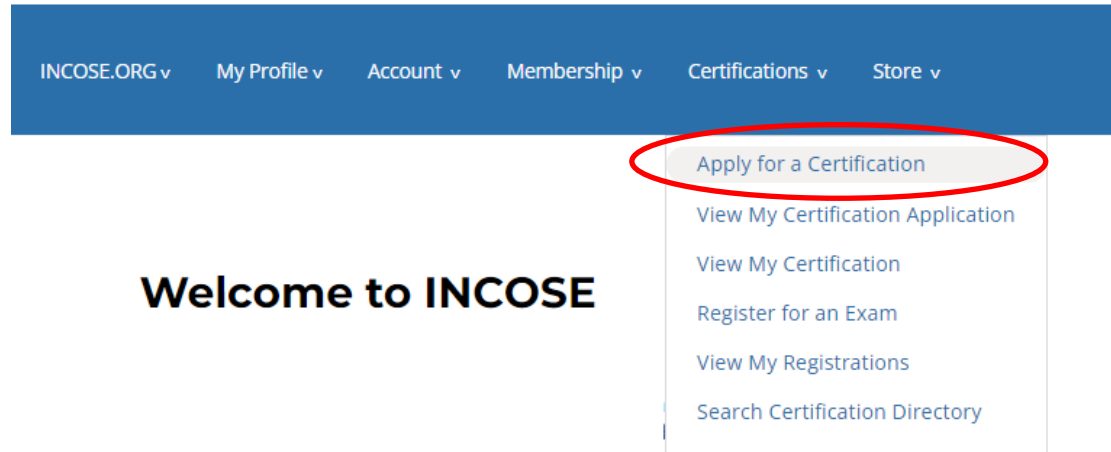 INCOSE.ORG v My Profile v Account v Membership v Certifications v Store v
Apply for a Certification
View My Certification Application
View My Certification
Welcome to INCOSE
Register for an Exam
View My Registrations
Search Certification Directory